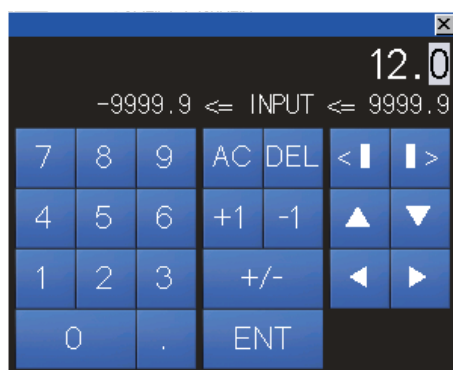 12.0
-9999.9 <= INPUT <= 9999.9
7 8 9 AC DEL < >
4 5 6 +1 -1
1 2 3 +/-
0 . ENT